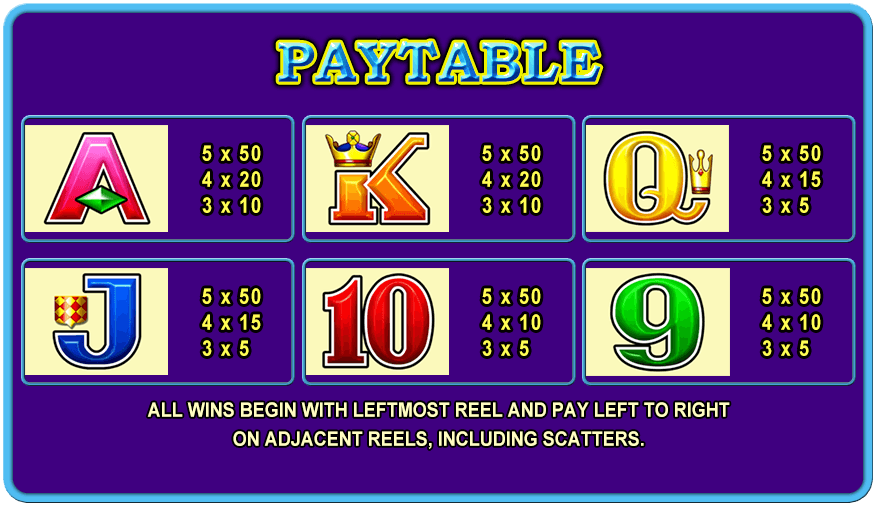 PAYTABLE
A
5 x 50
4 x 20
3 x 10
K
5 x 50
4 x 20
3 x 10
Q
5 x 50
4 x 15
3 x 5
J
5 x 50
4 x 15
3 x 5
10
5 x 50
4 x 10
3 x 5
9
5 x 50
4 x 10
3 x 5
ALL WINS BEGIN WITH LEFTMOST REEL AND PAY LEFT TO RIGHT
ON ADJACENT REELS, INCLUDING SCATTERS.